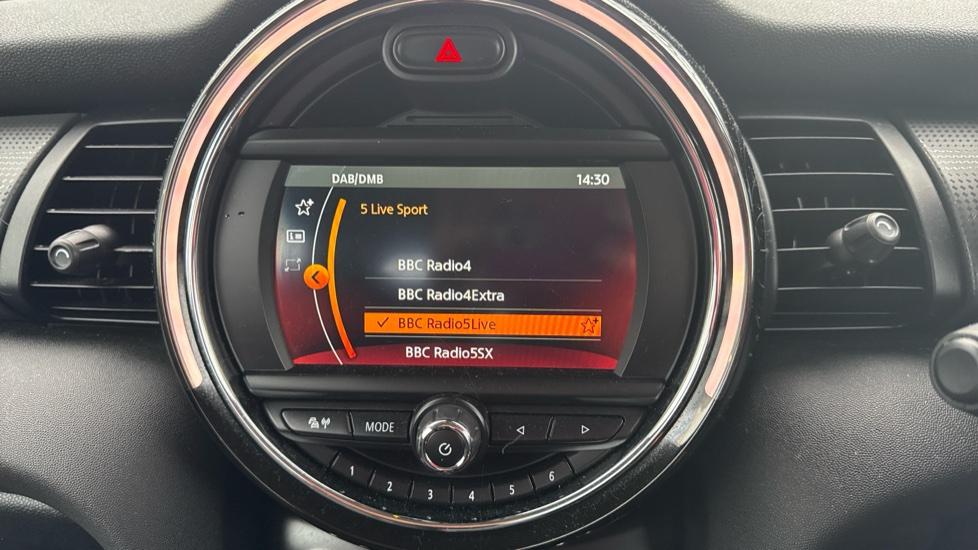 DAB/DMB 14:30
5 Live Sport
BBC Radio4
BBC Radio4Extra
BBC Radio5Live
BBC Radio5SX
MODE
1 2 3 4 5 6